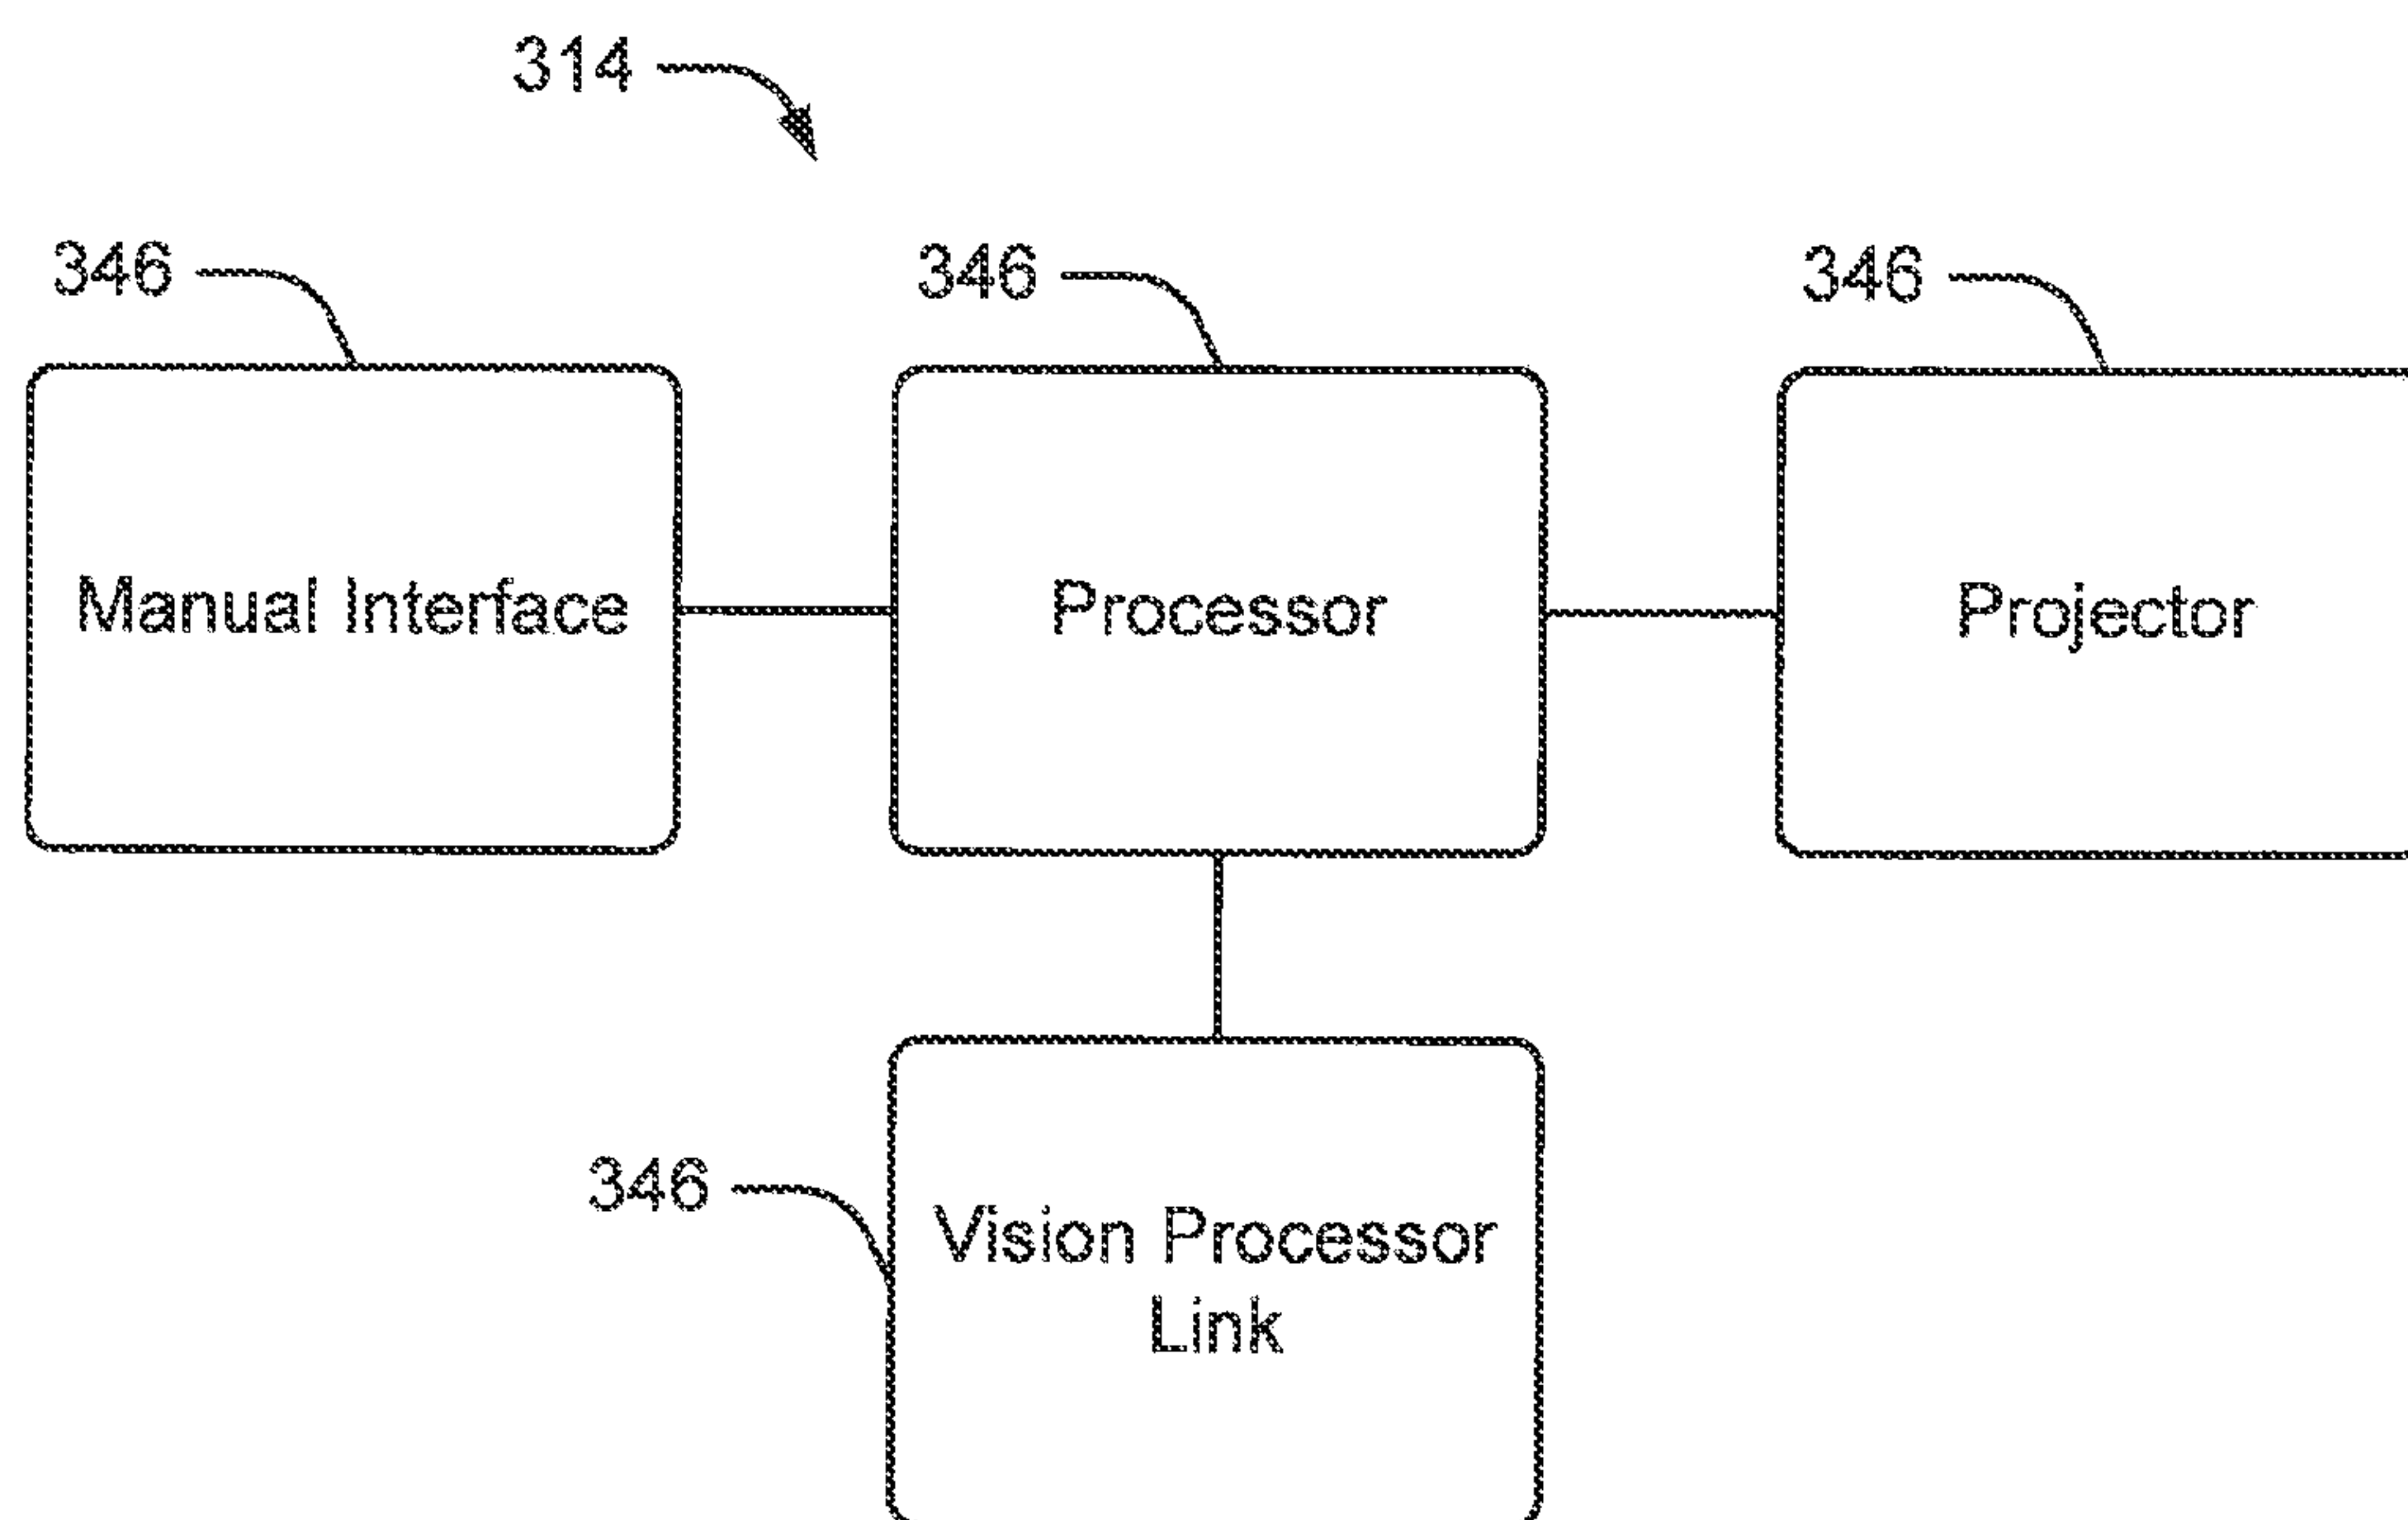 314
346
346
346
Manual Interface
Processor
Projector
346
Vision Processor
Link